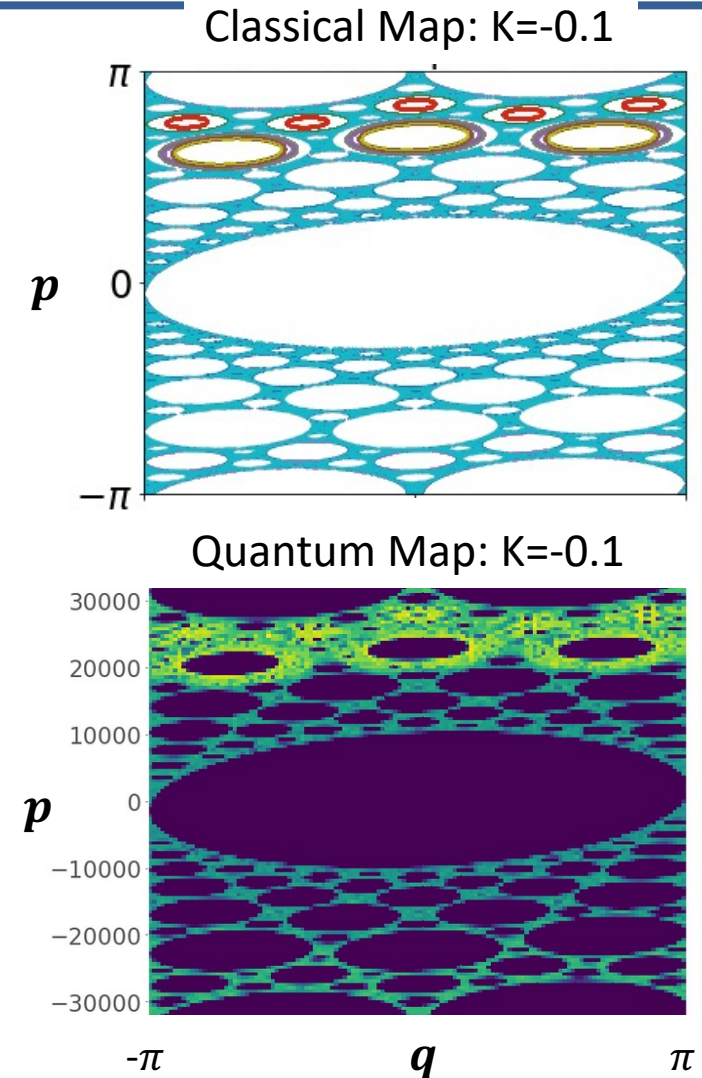 Classical Map: K=-0.1
π
p
0
−π
Quantum Map: K=-0.1
30000
20000
10000
p
0
−10000
−20000
−30000
-π q π